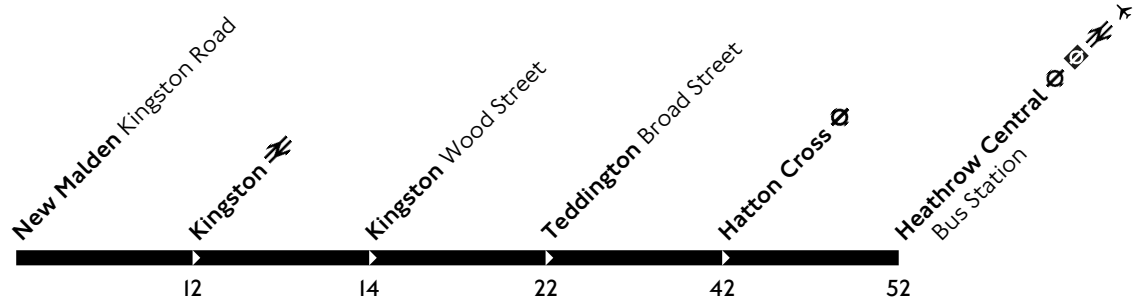 New Malden Kingston Road
Kingston
Kingston Wood Street
Teddington Broad Street
Hatton Cross
Heathrow Central
Bus Station
12
14
22
42
52